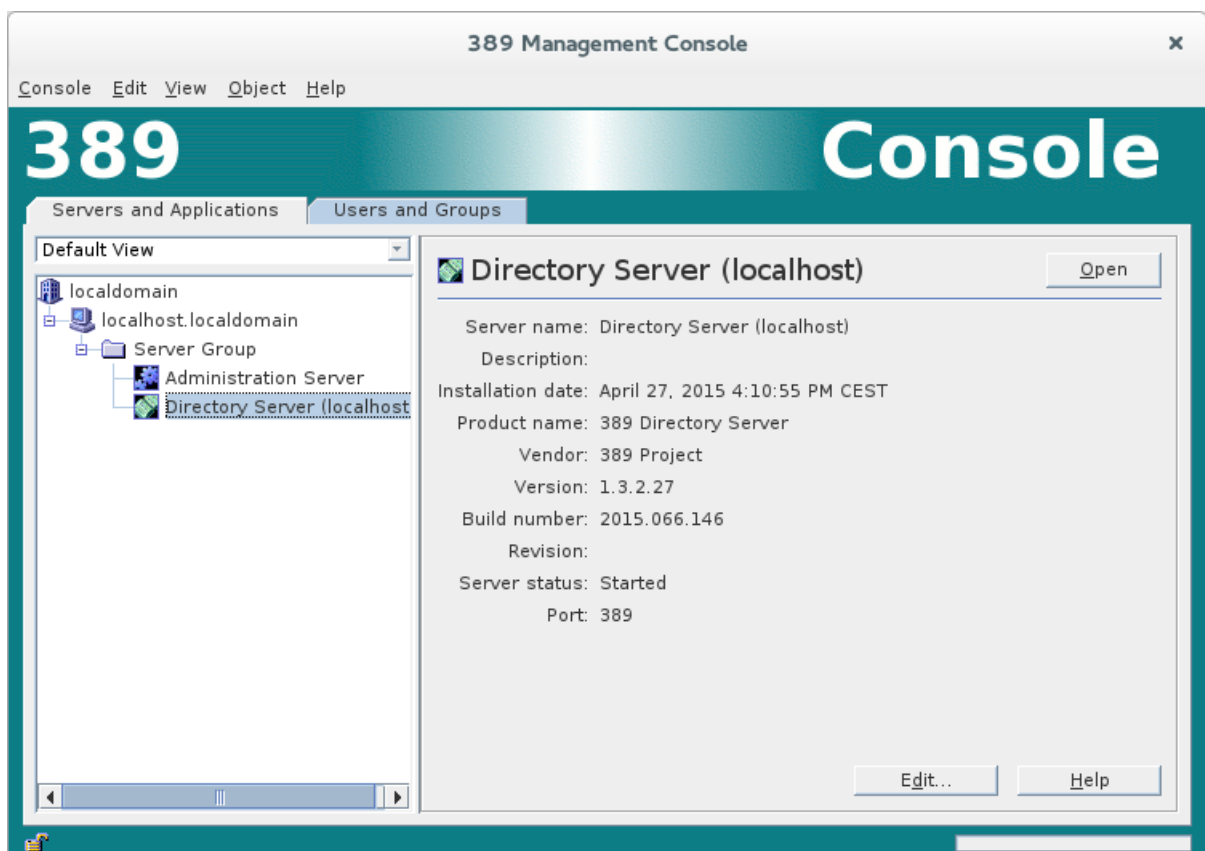 389 Management Console
Console Edit View Object Help
389 Console
Servers and Applications Users and Groups
Default View
localdomain
localhost.localdomain
Server Group
Administration Server
Directory Server (localhost
Directory Server (localhost) Open
Server name: Directory Server (localhost)
Description:
Installation date: April 27, 2015 4:10:55 PM CEST
Product name: 389 Directory Server
Vendor: 389 Project
Version: 1.3.2.27
Build number: 2015.066.146
Revision:
Server status: Started
Port: 389
Edit... Help